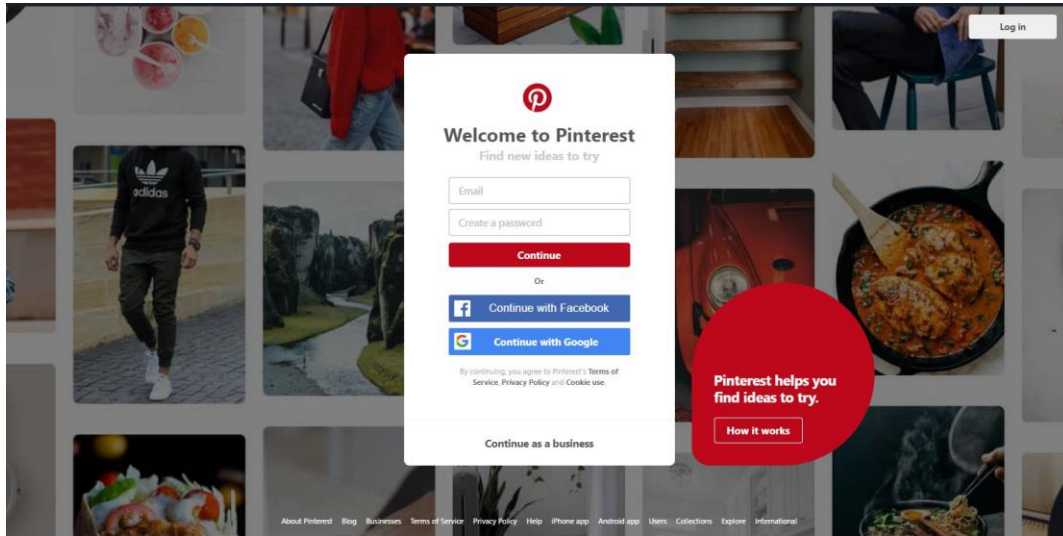 Log in
Welcome to Pinterest
Find new ideas to try
Email
Create a password
Continue
Or
Continue with Facebook
Continue with Google
By continuing, you agree to Pinterest's Terms of
Service, Privacy Policy and Cookie use.
Continue as a business
adidas
Pinterest helps you
find ideas to try.
How it works
About Pinterest Blog Businesses Terms of Service Privacy Policy Help iPhone app Android app Users Collections Explore International